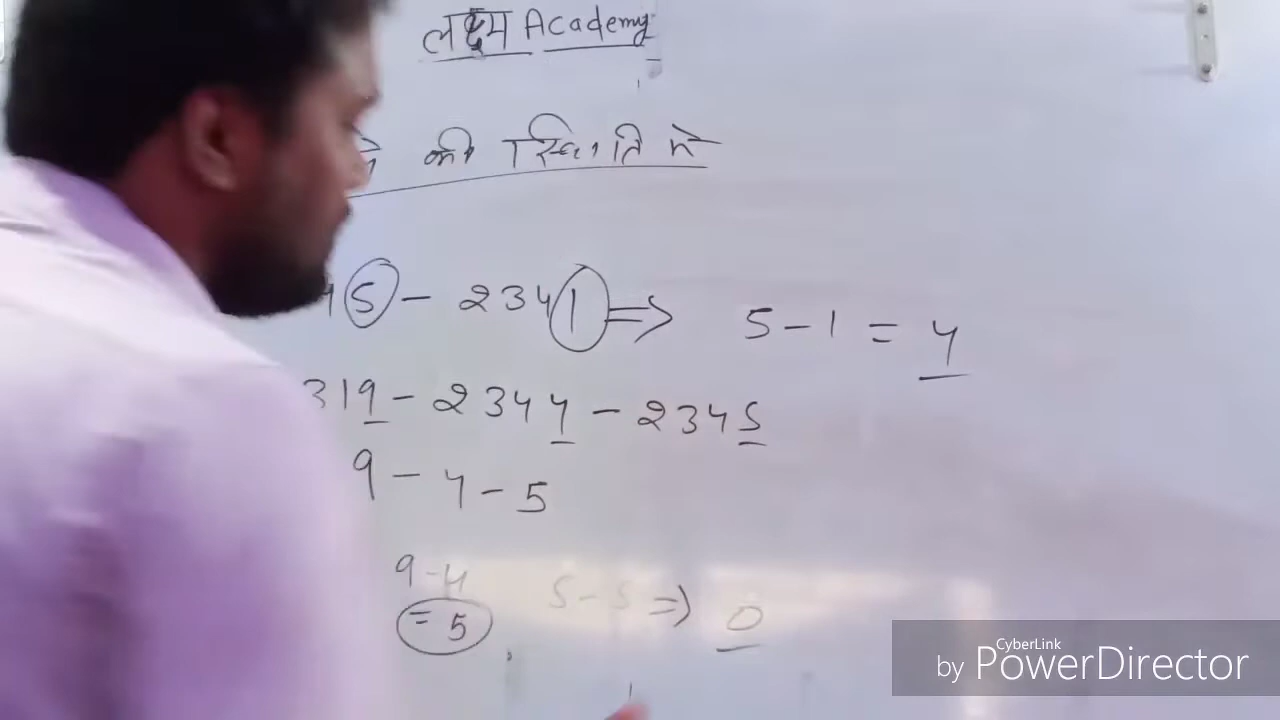 लक्ष्य Academy
की स्थिति में
5 - 2341 => 5 - 1 = 4
319 - 2344 - 2345
9 - 4 - 5
9 - 4
= 5 5 - 5 => 0
CyberLink
by PowerDirector